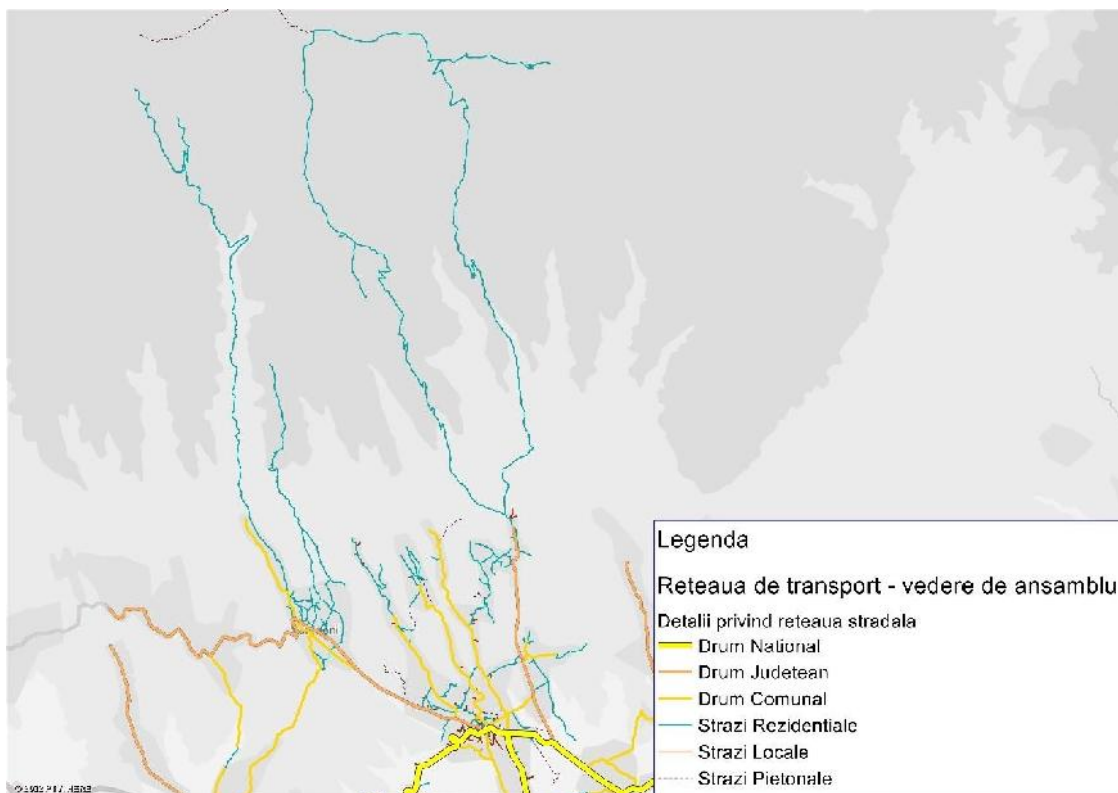 Legenda
Reteaua de transport - vedere de ansamblu
Detalii privind reteaua stradala
Drum National
Drum Judetean
Drum Comunal
Strazi Rezidentiale
Strazi Locale
Strazi Pietonale